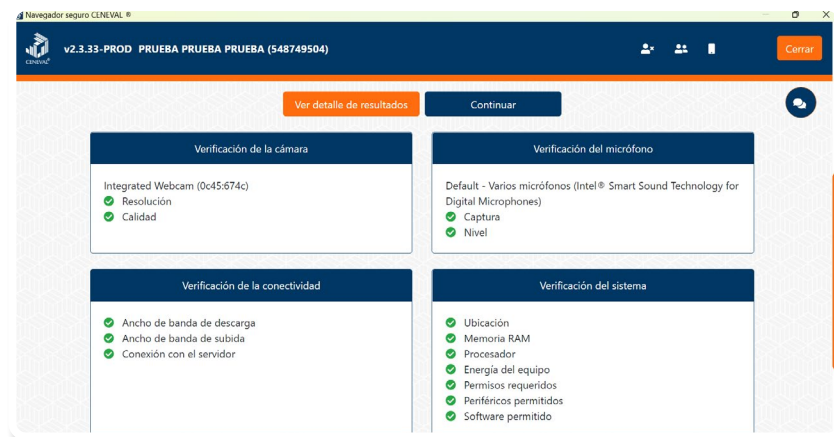 Navegador seguro CENEVAL ®
CENEVAL®
v2.3.33-PROD PRUEBA PRUEBA PRUEBA (548749504)
Cerrar
Ver detalle de resultados
Continuar
Verificación de la cámara
Integrated Webcam (0c45:674c)
Resolución
Calidad
Verificación del micrófono
Default - Varios micrófonos (Intel® Smart Sound Technology for
Digital Microphones)
Captura
Nivel
Verificación de la conectividad
Ancho de banda de descarga
Ancho de banda de subida
Conexión con el servidor
Verificación del sistema
Ubicación
Memoria RAM
Procesador
Energía del equipo
Permisos requeridos
Periféricos permitidos
Software permitido